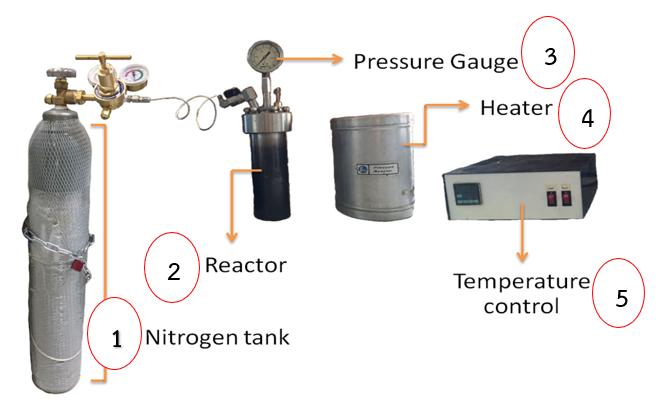 Pressure Gauge 3
Heater 4
2 Reactor
Temperature
control 5
1 Nitrogen tank